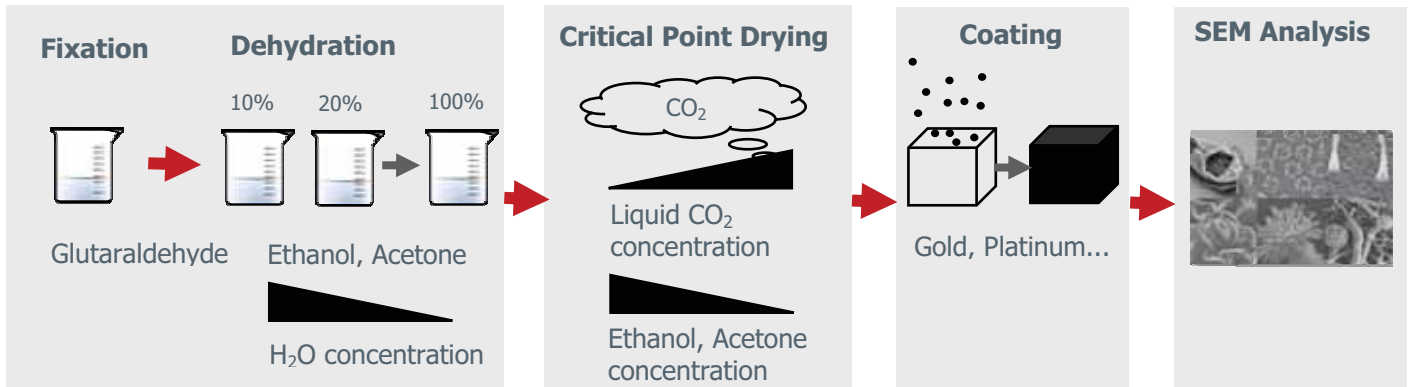 Fixation
Dehydration
10%
20%
100%
Glutaraldehyde
Ethanol, Acetone
H₂O concentration
Critical Point Drying
CO₂
Liquid CO₂
concentration
Ethanol, Acetone
concentration
Coating
Gold, Platinum...
SEM Analysis